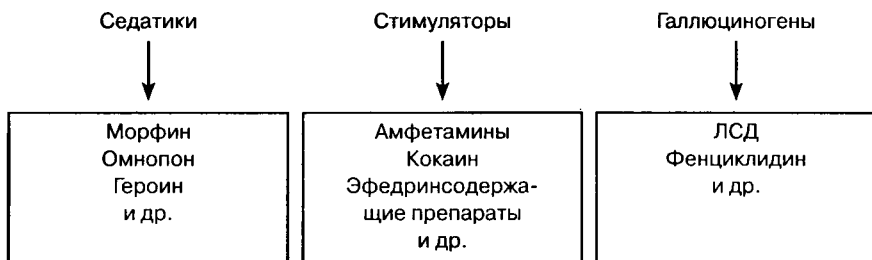 Седатики
Стимуляторы
Галлюциногены
Морфин
Омнопон
Героин
и др.
Амфетамины
Кокаин
Эфедринсодержа-
щие препараты
и др.
ЛСД
Фенциклидин
и др.